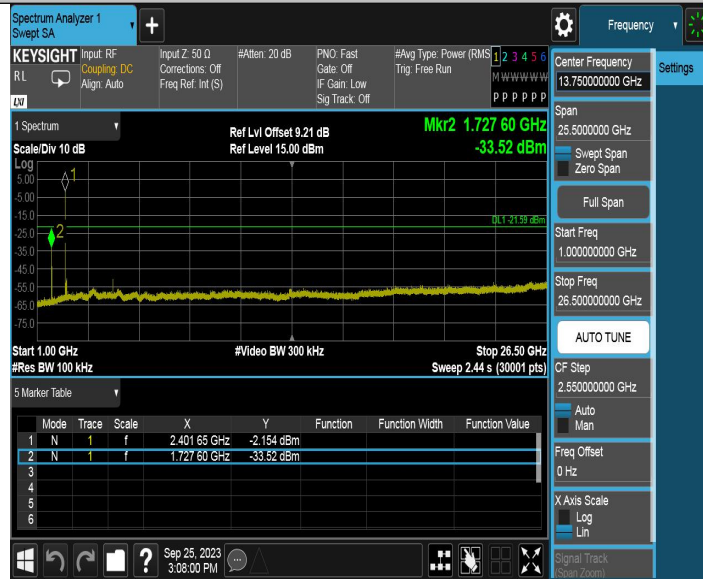 Spectrum Analyzer 1
Swept SA
+
Frequency
KEYSIGHT
RL
LXI
Input: RF
Coupling: DC
Align: Auto
Input Z: 50 Ω
Corrections: Off
Freq Ref: Int (S)
#Atten: 20 dB
PNO: Fast
Gate: Off
IF Gain: Low
Sig Track: Off
#Avg Type: Power (RMS
Trig: Free Run
1 2 3 4 5 6
M W W W W W
P P P P P P
1 Spectrum
Scale/Div 10 dB
Ref Lvl Offset 9.21 dB
Ref Level 15.00 dBm
Mkr2 1.727 60 GHz
-33.52 dBm
Log
5.00
-5.00
-15.0
-25.0
-35.0
-45.0
-55.0
-65.0
-75.0
1
2
DL1 -21.59 dBm
Start 1.00 GHz
#Res BW 100 kHz
#Video BW 300 kHz
Stop 26.50 GHz
Sweep 2.44 s (30001 pts)
5 Marker Table
Mode Trace Scale X Y Function Function Width Function Value
1 N 1 f 2.401 65 GHz -2.154 dBm
2 N 1 f 1.727 60 GHz -33.52 dBm
3
4
5
6
?
Sep 25, 2023
3:08:00 PM
Center Frequency
13.750000000 GHz
Settings
Span
25.5000000 GHz
Swept Span
Zero Span
Full Span
Start Freq
1.000000000 GHz
Stop Freq
26.500000000 GHz
AUTO TUNE
CF Step
2.550000000 GHz
Auto
Man
Freq Offset
0 Hz
X Axis Scale
Log
Lin
Signal Track
(Span Zoom)